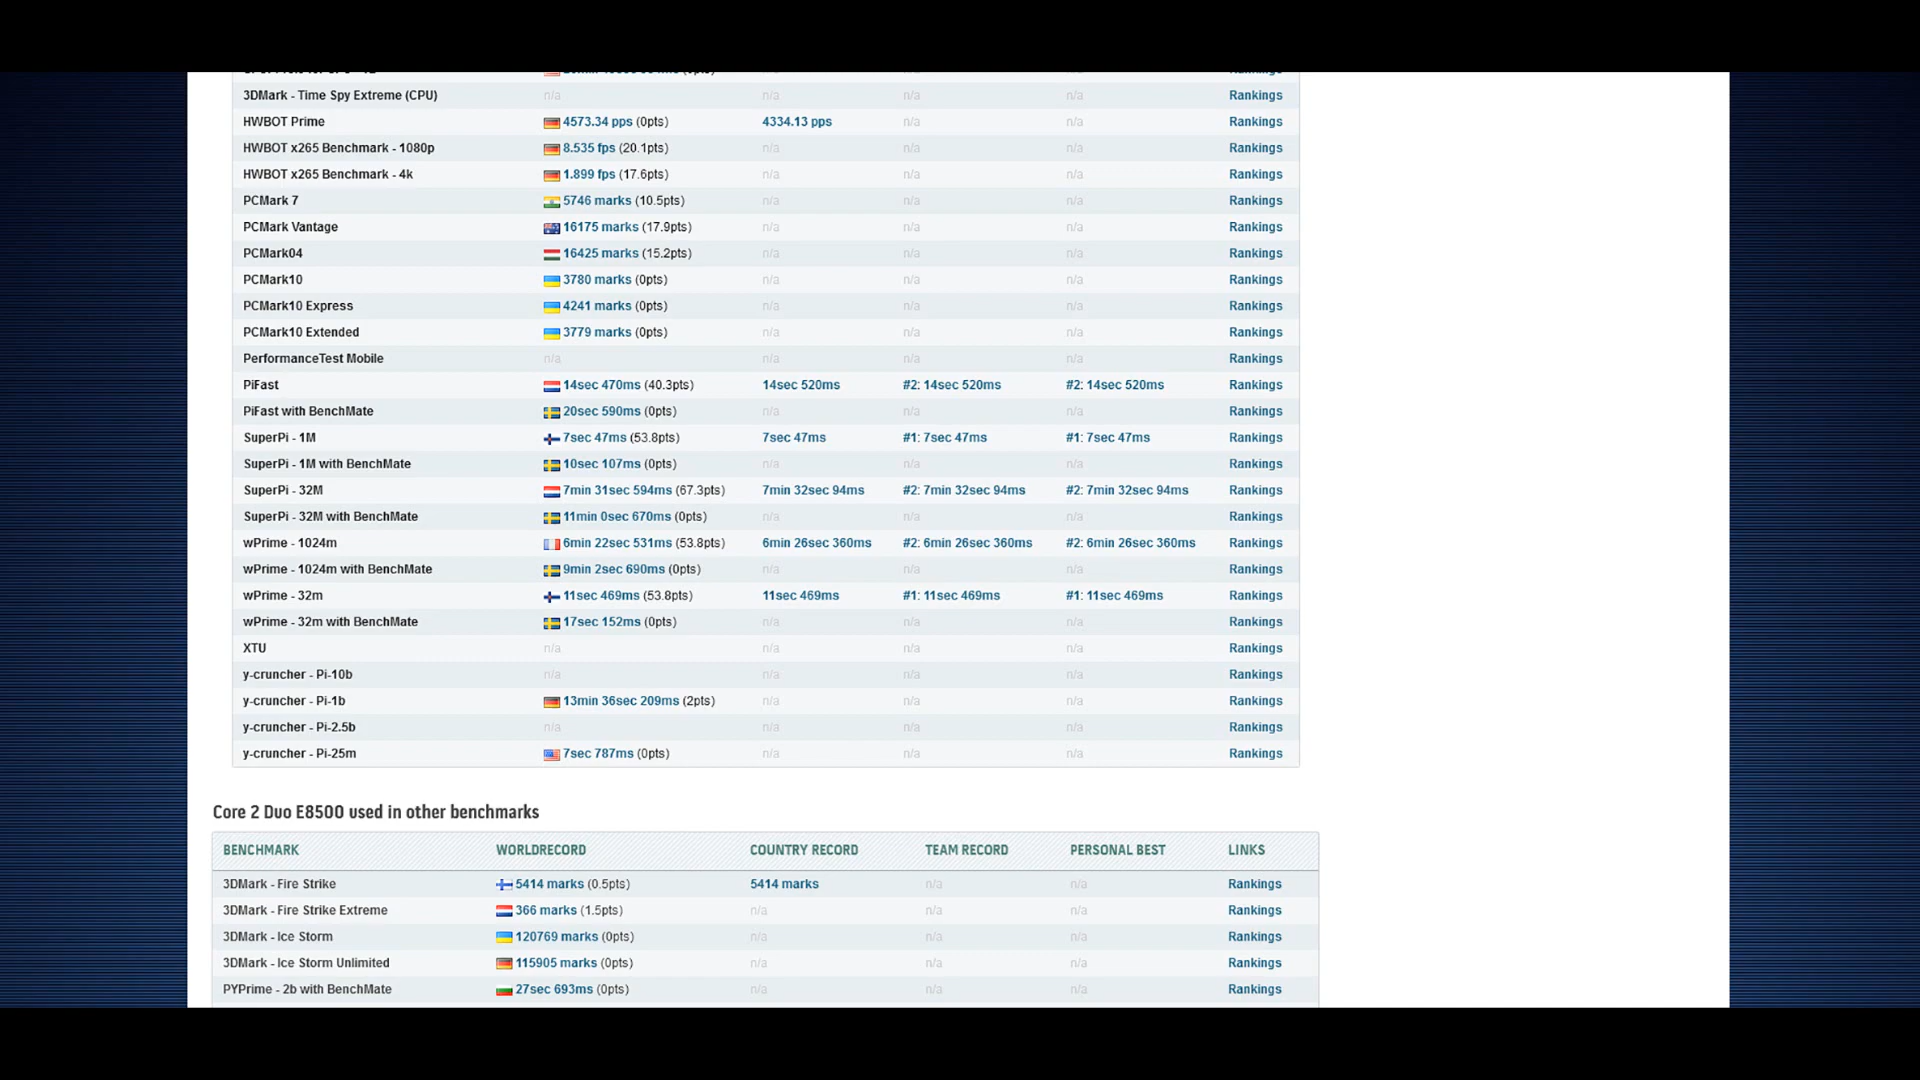 Rankings
3DMark - Time Spy Extreme (CPU) n/a n/a n/a n/a Rankings
HWBOT Prime 4573.34 pps (0pts) 4334.13 pps n/a n/a Rankings
HWBOT x265 Benchmark - 1080p 8.535 fps (20.1pts) n/a n/a n/a Rankings
HWBOT x265 Benchmark - 4k 1.899 fps (17.6pts) n/a n/a n/a Rankings
PCMark 7 5746 marks (10.5pts) n/a n/a n/a Rankings
PCMark Vantage 16175 marks (17.9pts) n/a n/a n/a Rankings
PCMark04 16425 marks (15.2pts) n/a n/a n/a Rankings
PCMark10 3780 marks (0pts) n/a n/a n/a Rankings
PCMark10 Express 4241 marks (0pts) n/a n/a n/a Rankings
PCMark10 Extended 3779 marks (0pts) n/a n/a n/a Rankings
PerformanceTest Mobile n/a n/a n/a n/a Rankings
PiFast 14sec 470ms (40.3pts) 14sec 520ms #2: 14sec 520ms #2: 14sec 520ms Rankings
PiFast with BenchMate 20sec 590ms (0pts) n/a n/a n/a Rankings
SuperPi - 1M 7sec 47ms (53.8pts) 7sec 47ms #1: 7sec 47ms #1: 7sec 47ms Rankings
SuperPi - 1M with BenchMate 10sec 107ms (0pts) n/a n/a n/a Rankings
SuperPi - 32M 7min 31sec 594ms (67.3pts) 7min 32sec 94ms #2: 7min 32sec 94ms #2: 7min 32sec 94ms Rankings
SuperPi - 32M with BenchMate 11min 0sec 670ms (0pts) n/a n/a n/a Rankings
wPrime - 1024m 6min 22sec 531ms (53.8pts) 6min 26sec 360ms #2: 6min 26sec 360ms #2: 6min 26sec 360ms Rankings
wPrime - 1024m with BenchMate 9min 2sec 690ms (0pts) n/a n/a n/a Rankings
wPrime - 32m 11sec 469ms (53.8pts) 11sec 469ms #1: 11sec 469ms #1: 11sec 469ms Rankings
wPrime - 32m with BenchMate 17sec 152ms (0pts) n/a n/a n/a Rankings
XTU n/a n/a n/a n/a Rankings
y-cruncher - Pi-10b n/a n/a n/a n/a Rankings
y-cruncher - Pi-1b 13min 36sec 209ms (2pts) n/a n/a n/a Rankings
y-cruncher - Pi-2.5b n/a n/a n/a n/a Rankings
y-cruncher - Pi-25m 7sec 787ms (0pts) n/a n/a n/a Rankings
Core 2 Duo E8500 used in other benchmarks
BENCHMARK WORLDRECORD COUNTRY RECORD TEAM RECORD PERSONAL BEST LINKS
3DMark - Fire Strike 5414 marks (0.5pts) 5414 marks n/a n/a Rankings
3DMark - Fire Strike Extreme 366 marks (1.5pts) n/a n/a n/a Rankings
3DMark - Ice Storm 120769 marks (0pts) n/a n/a n/a Rankings
3DMark - Ice Storm Unlimited 115905 marks (0pts) n/a n/a n/a Rankings
PYPrime - 2b with BenchMate 27sec 693ms (0pts) n/a n/a n/a Rankings